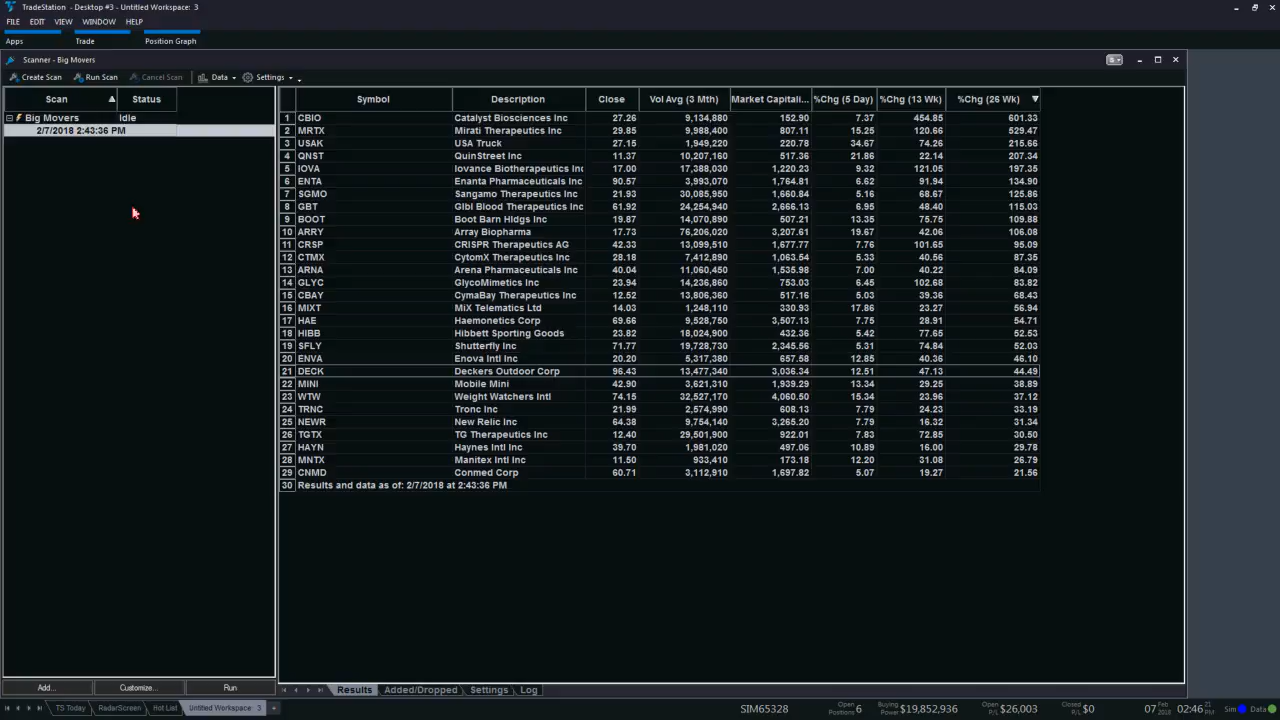 TradeStation - Desktop #3 - Untitled Workspace: 3
FILE EDIT VIEW WINDOW HELP
Apps Trade Position Graph
Scanner - Big Movers
Create Scan Run Scan Cancel Scan Data Settings
Scan Status Symbol Description Close Vol Avg (3 Mth) Market Capitali... %Chg (5 Day) %Chg (13 Wk) %Chg (26 Wk)
Big Movers Idle
2/7/2018 2:43:36 PM
1 CBIO Catalyst Biosciences Inc 27.26 9,134,880 152.90 7.37 454.85 601.33
2 MRTX Mirati Therapeutics Inc 29.85 9,988,400 807.11 15.25 120.66 529.47
3 USAK USA Truck 27.15 1,949,220 220.78 34.67 74.26 215.66
4 QNST QuinStreet Inc 11.37 10,207,160 517.36 21.86 22.14 207.34
5 IOVA Iovance Biotherapeutics Inc 17.00 17,388,030 1,220.23 9.32 121.05 197.35
6 ENTA Enanta Pharmaceuticals Inc 90.57 3,993,070 1,764.81 6.62 91.94 134.90
7 SGMO Sangamo Therapeutics Inc 21.93 30,085,950 1,660.84 5.16 68.67 125.86
8 GBT Glbl Blood Therapeutics Inc 61.92 24,254,940 2,666.13 6.95 48.40 115.03
9 BOOT Boot Barn Hldgs Inc 19.87 14,070,890 507.21 13.35 75.75 109.88
10 ARRY Array Biopharma 17.73 76,206,020 3,207.61 19.67 42.06 106.08
11 CRSP CRISPR Therapeutics AG 42.33 13,099,510 1,677.77 7.76 101.65 95.09
12 CTMX CytomX Therapeutics Inc 28.18 7,412,890 1,063.54 5.33 40.56 87.35
13 ARNA Arena Pharmaceuticals Inc 40.04 11,060,450 1,535.98 7.00 40.22 84.09
14 GLYC GlycoMimetics Inc 23.94 14,236,860 753.03 6.45 102.68 83.82
15 CBAY CymaBay Therapeutics Inc 12.52 13,806,360 517.16 5.03 39.36 68.43
16 MIXT MiX Telematics Ltd 14.03 1,248,110 330.93 17.86 23.27 56.94
17 HAE Haemonetics Corp 69.66 9,528,750 3,507.13 7.75 28.91 54.71
18 HIBB Hibbett Sporting Goods 23.82 18,024,900 432.36 5.42 77.65 52.53
19 SFLY Shutterfly Inc 71.77 19,728,730 2,345.56 5.31 74.84 52.03
20 ENVA Enova Intl Inc 20.20 5,317,380 657.58 12.85 40.36 46.10
21 DECK Deckers Outdoor Corp 96.43 13,477,340 3,036.34 12.51 47.13 44.49
22 MINI Mobile Mini 42.90 3,621,310 1,939.29 13.34 29.25 38.89
23 WTW Weight Watchers Intl 74.15 32,527,170 4,060.50 15.34 23.96 37.12
24 TRNC Tronc Inc 21.99 2,574,990 608.13 7.79 24.23 33.19
25 NEWR New Relic Inc 64.38 9,754,140 3,265.20 7.79 16.32 31.34
26 TGTX TG Therapeutics Inc 12.40 29,501,900 922.01 7.83 72.85 30.50
27 HAYN Haynes Intl Inc 39.70 1,981,020 497.06 10.89 16.00 29.78
28 MNTX Manitex Intl Inc 11.50 933,410 173.18 12.20 31.08 26.79
29 CNMD Conmed Corp 60.71 3,112,910 1,697.82 5.07 19.27 21.56
30 Results and data as of: 2/7/2018 at 2:43:36 PM
Add... Customize... Run Results Added/Dropped Settings Log
TS Today RadarScreen Hot List Untitled Workspace: 3 + SIM65328 Open Positions 6 Buying Power $19,852,936 Open P/L $26,003 Closed P/L $0 07 Feb 2018 02:46 21 PM Sim Data